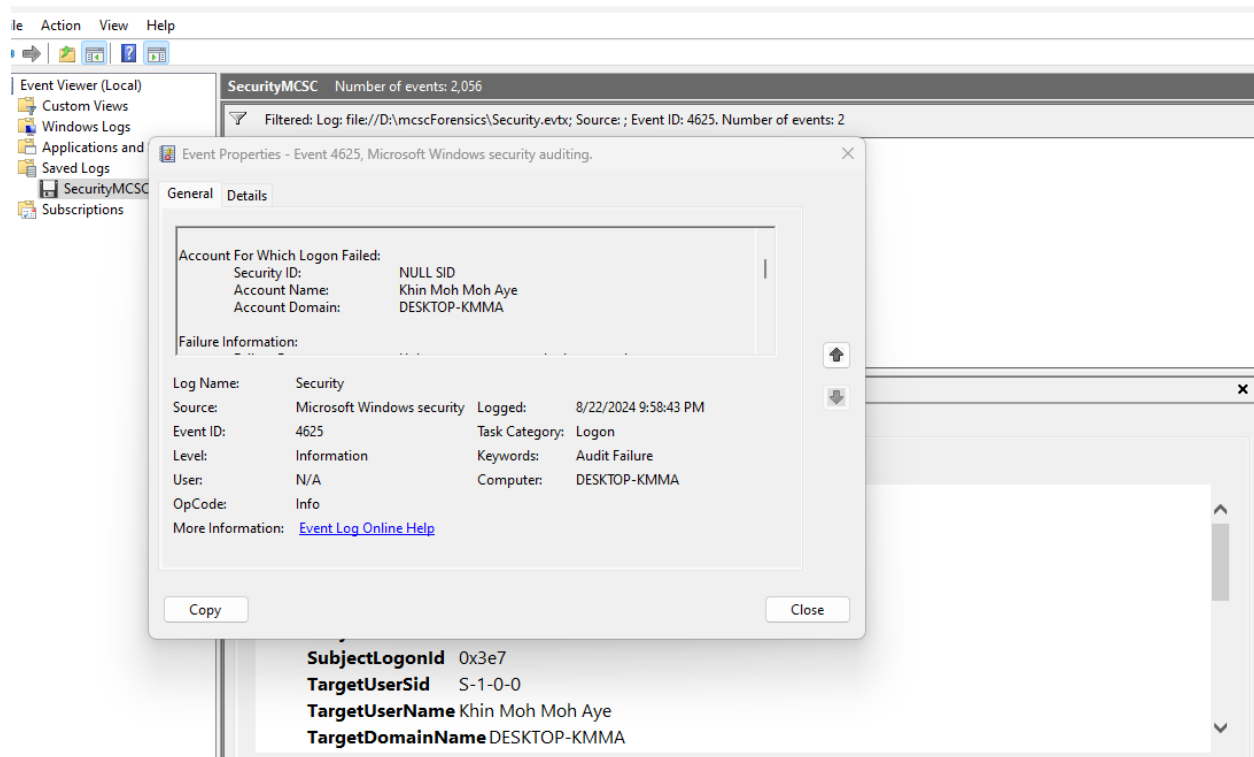 Action View Help
Event Viewer (Local)
Custom Views
Windows Logs
Applications and
Saved Logs
SecurityMCSC
Subscriptions
SecurityMCSC Number of events: 2,056
Filtered: Log: file://D:\mcscForensics\Security.evtx; Source: ; Event ID: 4625. Number of events: 2
Event Properties - Event 4625, Microsoft Windows security auditing.
General Details
Account For Which Logon Failed:
Security ID: NULL SID
Account Name: Khin Moh Moh Aye
Account Domain: DESKTOP-KMMA
Failure Information:
Log Name: Security
Source: Microsoft Windows security Logged: 8/22/2024 9:58:43 PM
Event ID: 4625 Task Category: Logon
Level: Information Keywords: Audit Failure
User: N/A Computer: DESKTOP-KMMA
OpCode: Info
More Information: Event Log Online Help
Copy Close
SubjectLogonId 0x3e7
TargetUserSid S-1-0-0
TargetUserName Khin Moh Moh Aye
TargetDomainName DESKTOP-KMMA